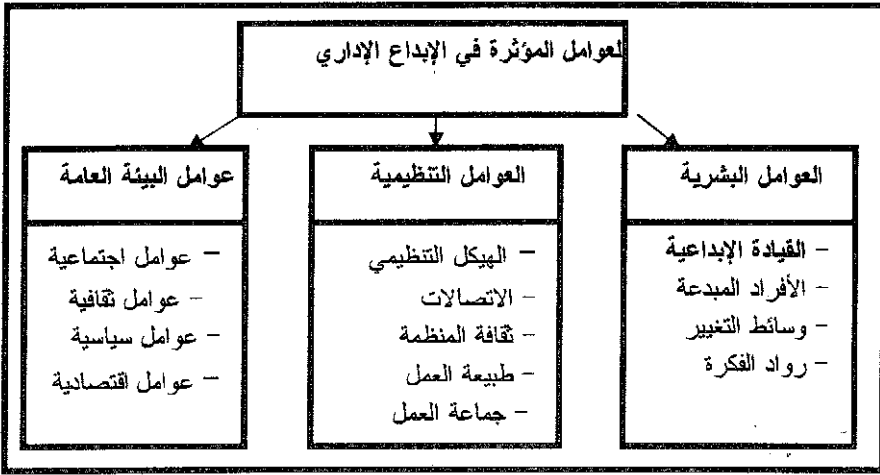 لعوامل المؤثرة في الإبداع الإداري
العوامل البشرية
- القيادة الإبداعية
- الأفراد المبدعة
- وسائط التغيير
- رواد الفكرة
العوامل التنظيمية
- الهيكل التنظيمي
- الاتصالات
- ثقافة المنظمة
- طبيعة العمل
- جماعة العمل
عوامل البيئة العامة
- عوامل اجتماعية
- عوامل ثقافية
- عوامل سياسية
- عوامل اقتصادية